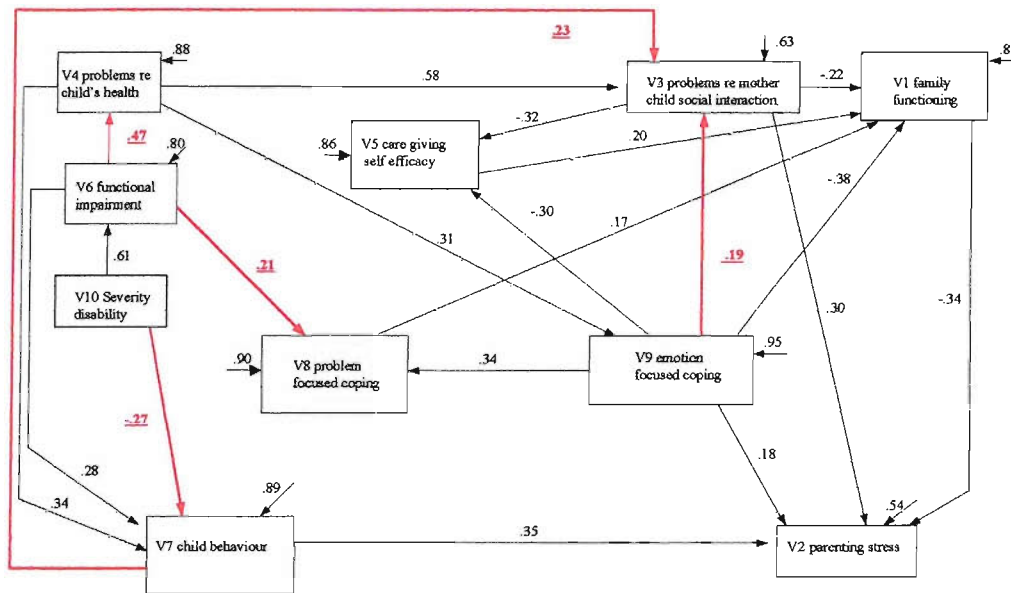 .23
.88
.63
.8
V4 problems re
child's health
.58
V3 problems re mother
child social interaction
-.22
V1 family
functioning
-.32
.47
.80
.86
V5 care giving
self efficacy
.20
V6 functional
impairment
-.38
-.30
.17
.31
.61
.21
.19
V10 Severity
disability
.30
-.34
.90
V8 problem
focused coping
.34
V9 emotion
focused coping
.95
-.27
.18
.28
.34
.89
.54
V7 child behaviour
.35
V2 parenting stress